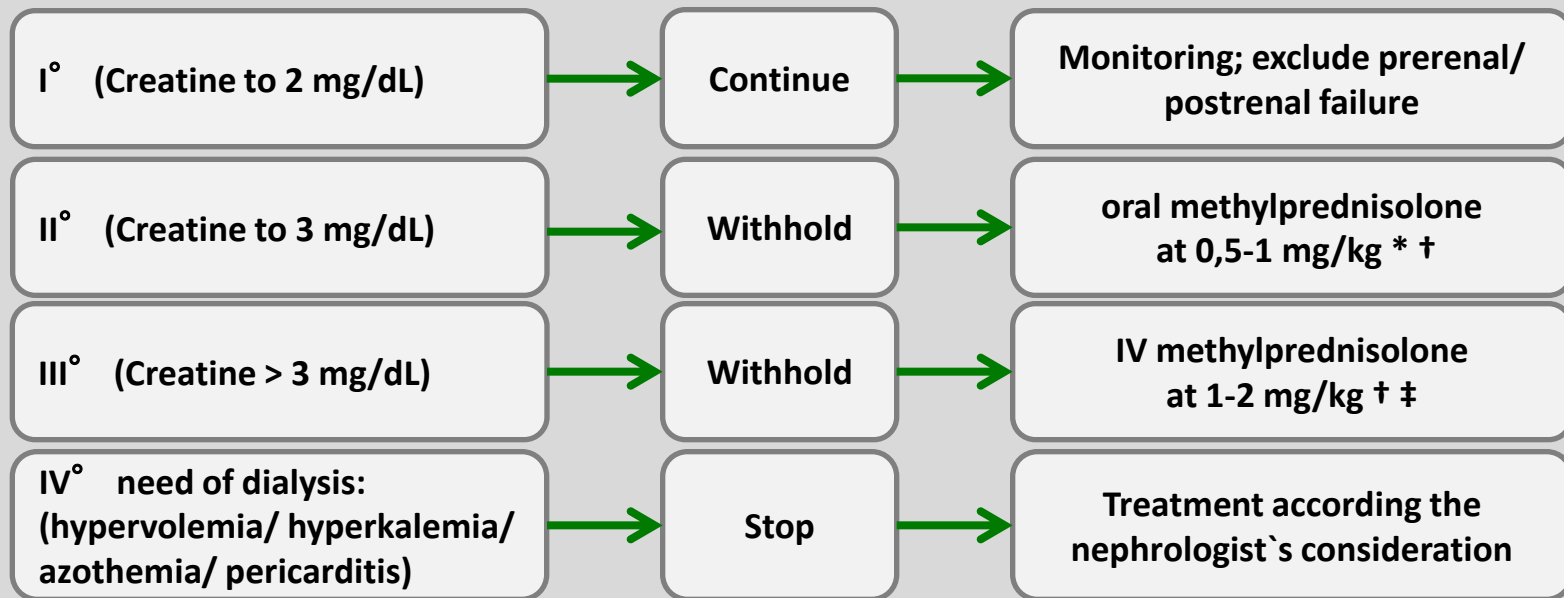 I° (Creatine to 2 mg/dL)
Continue
Monitoring; exclude prerenal/
postrenal failure
II° (Creatine to 3 mg/dL)
Withhold
oral methylprednisolone
at 0,5-1 mg/kg * †
III° (Creatine > 3 mg/dL)
Withhold
IV methylprednisolone
at 1-2 mg/kg † ‡
IV° need of dialysis:
(hypervolemia/ hyperkalemia/
azothemia/ pericarditis)
Stop
Treatment according the
nephrologist`s consideration